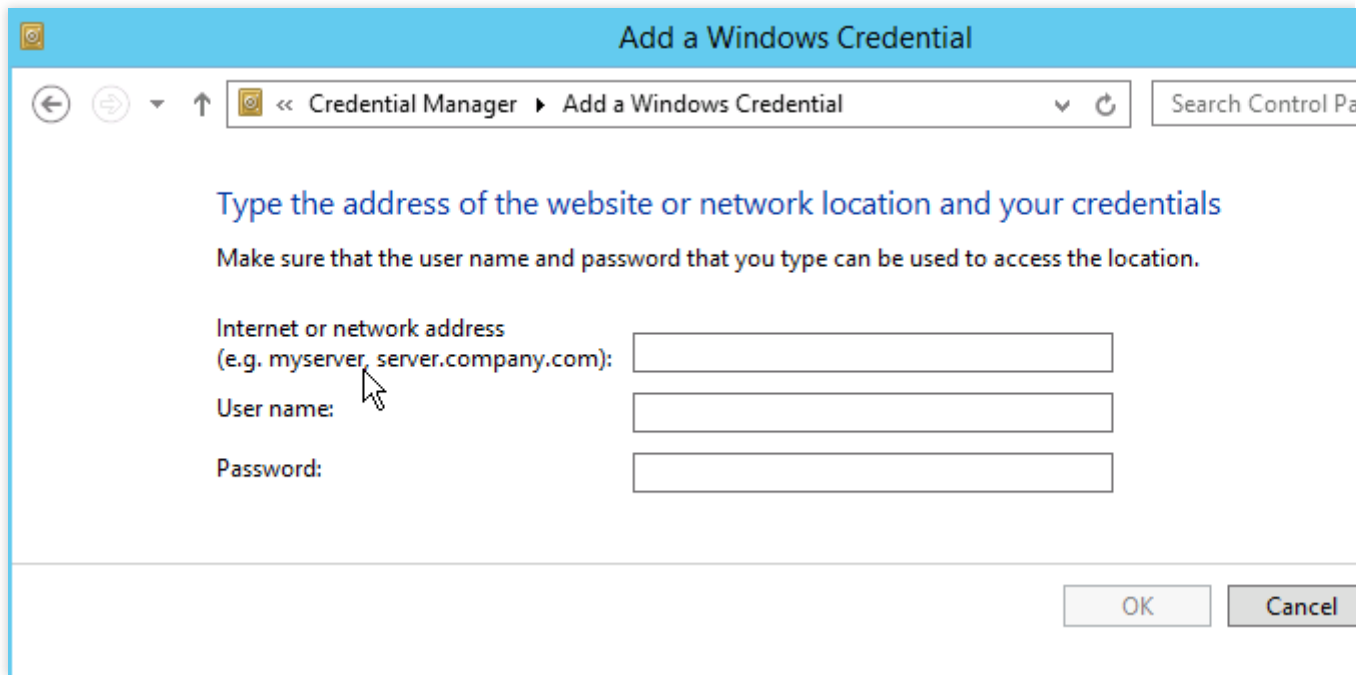 Add a Windows Credential
« Credential Manager Add a Windows Credential
Search Control Pa
Type the address of the website or network location and your credentials
Make sure that the user name and password that you type can be used to access the location.
Internet or network address
(e.g. myserver, server.company.com):
User name:
Password:
OK Cancel